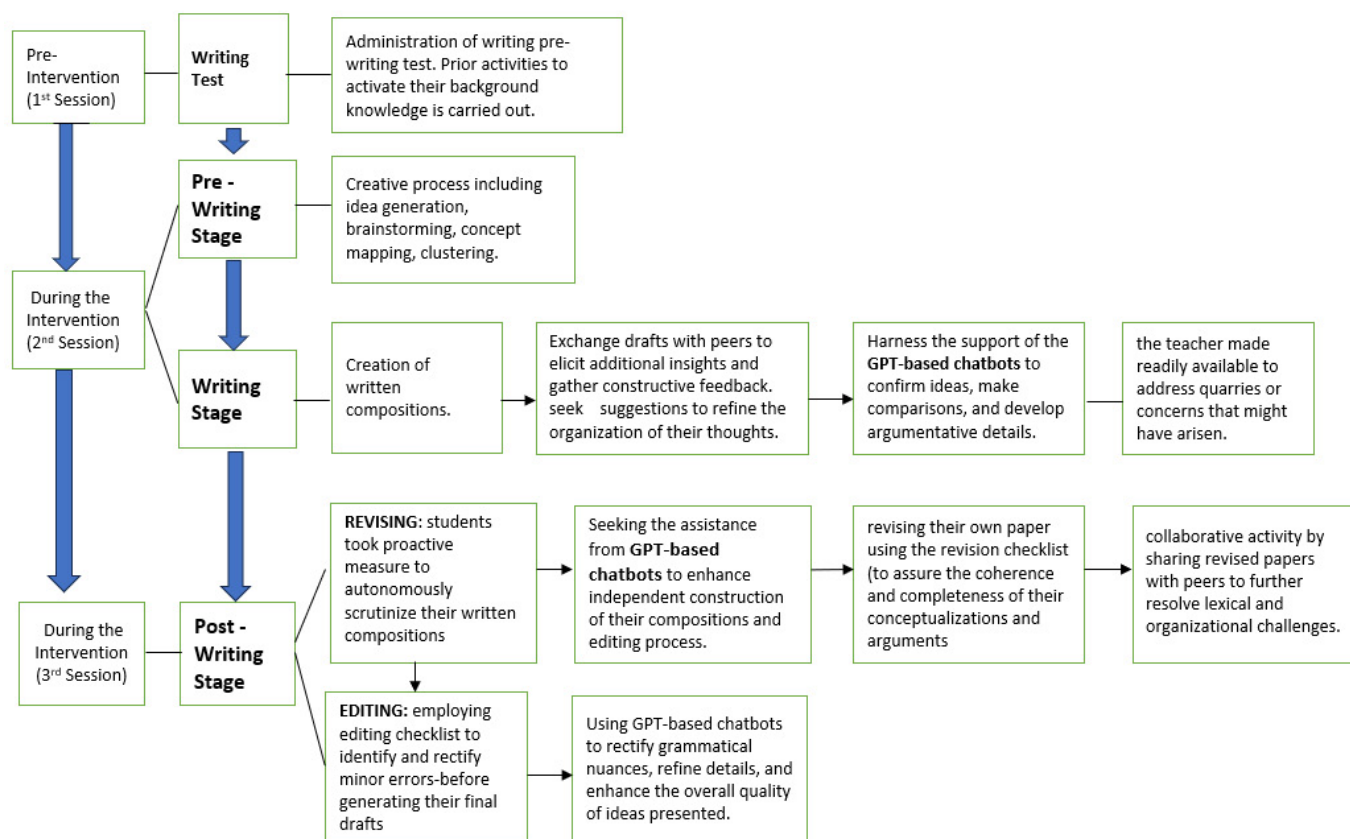 Pre-
Intervention
(1st Session)
Writing
Test
Administration of writing pre-
writing test. Prior activities to
activate their background
knowledge is carried out.
Pre -
Writing
Stage
Creative process including
idea generation,
brainstorming, concept
mapping, clustering.
During the
Intervention
(2nd Session)
Writing
Stage
Creation of
written
compositions.
Exchange drafts with peers to
elicit additional insights and
gather constructive feedback.
seek suggestions to refine the
organization of their thoughts.
Harness the support of the
GPT-based chatbots to
confirm ideas, make
comparisons, and develop
argumentative details.
the teacher made
readily available to
address quarries or
concerns that might
have arisen.
During the
Intervention
(3rd Session)
Post -
Writing
Stage
REVISING: students
took proactive
measure to
autonomously
scrutinize their written
compositions
Seeking the assistance
from GPT-based
chatbots to enhance
independent construction
of their compositions and
editing process.
revising their own paper
using the revision checklist
(to assure the coherence
and completeness of their
conceptualizations and
arguments
collaborative activity by
sharing revised papers
with peers to further
resolve lexical and
organizational challenges.
EDITING: employing
editing checklist to
identify and rectify
minor errors-before
generating their final
drafts
Using GPT-based chatbots
to rectify grammatical
nuances, refine details, and
enhance the overall quality
of ideas presented.